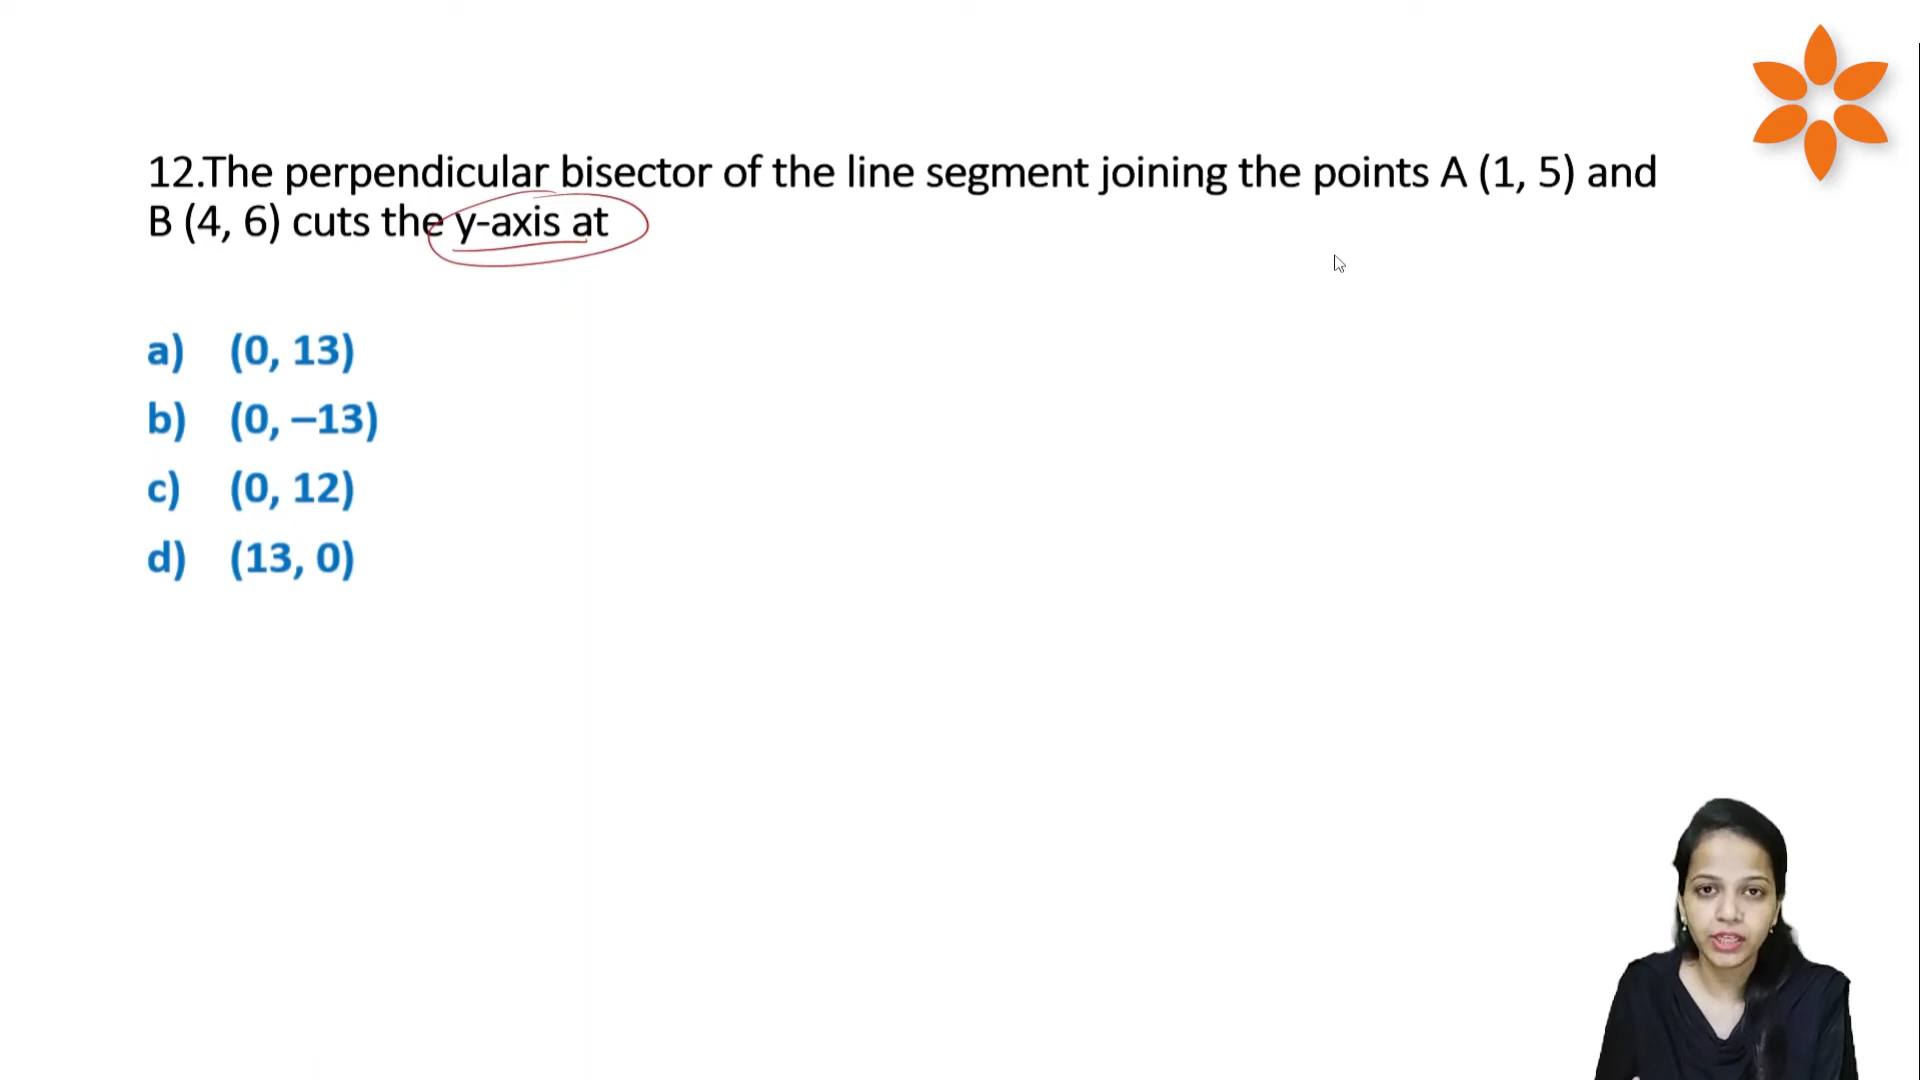 12.The perpendicular bisector of the line segment joining the points A (1, 5) and
B (4, 6) cuts the y-axis at
a) (0, 13)
b) (0, –13)
c) (0, 12)
d) (13, 0)